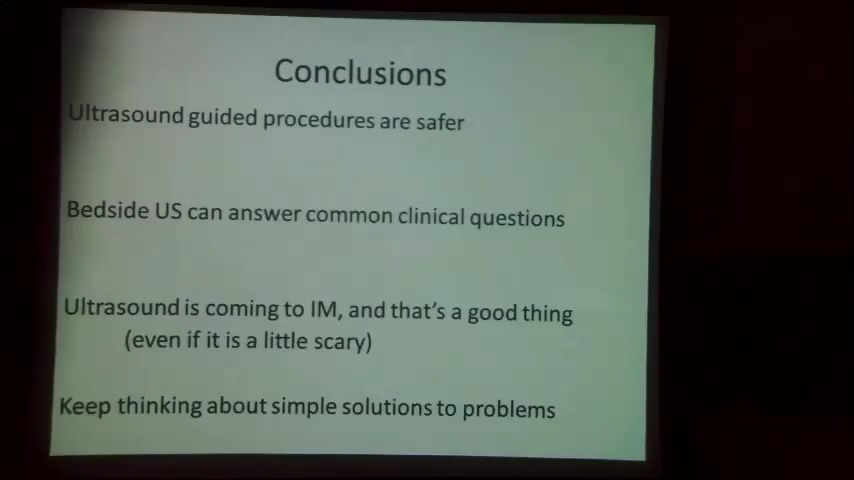 Conclusions
Ultrasound guided procedures are safer
Bedside US can answer common clinical questions
Ultrasound is coming to IM, and that's a good thing
(even if it is a little scary)
Keep thinking about simple solutions to problems